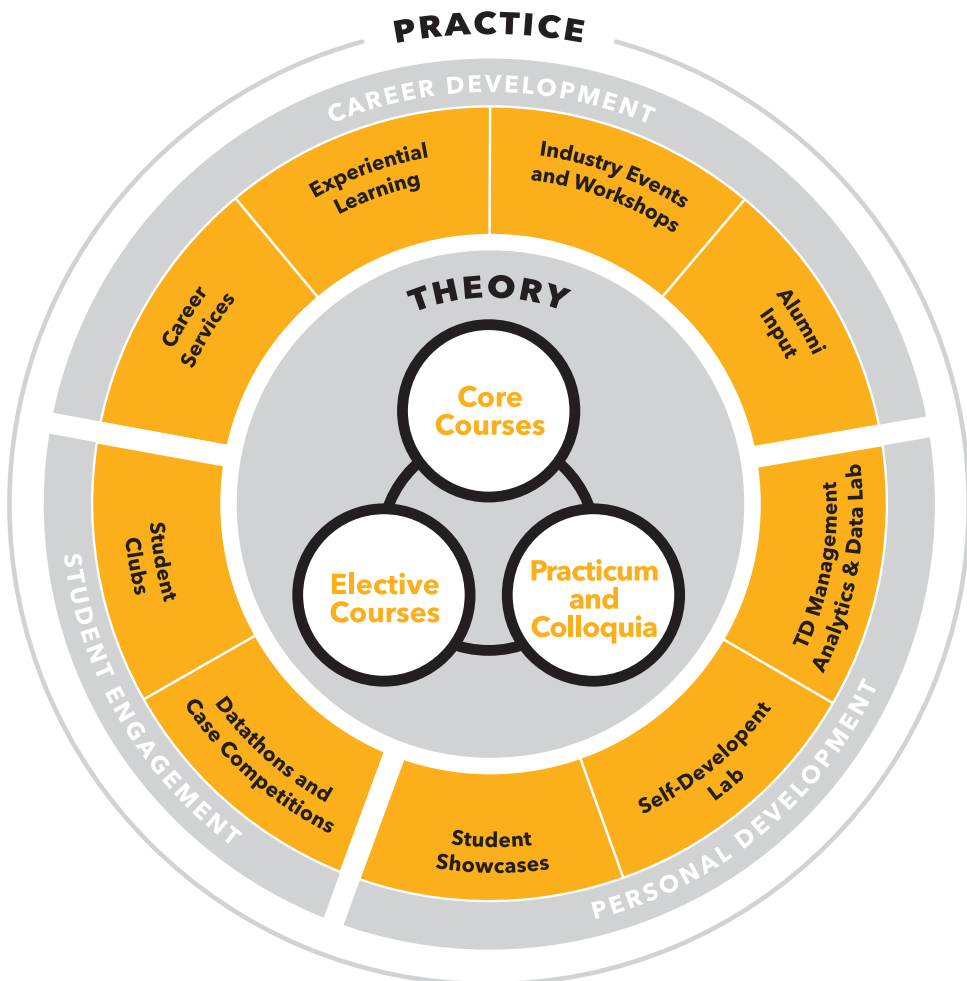 PRACTICE
CAREER DEVELOPMENT
Career
Services
Experiential
Learning
Industry Events
and Workshops
Alumni
Input
THEORY
Core
Courses
Elective
Courses
Practicum
and
Colloquia
STUDENT ENGAGEMENT
Student
Clubs
Datathons and
Case Competitions
PERSONAL DEVELOPMENT
TD Management
Analytics & Data Lab
Self-Developent
Lab
Student
Showcases